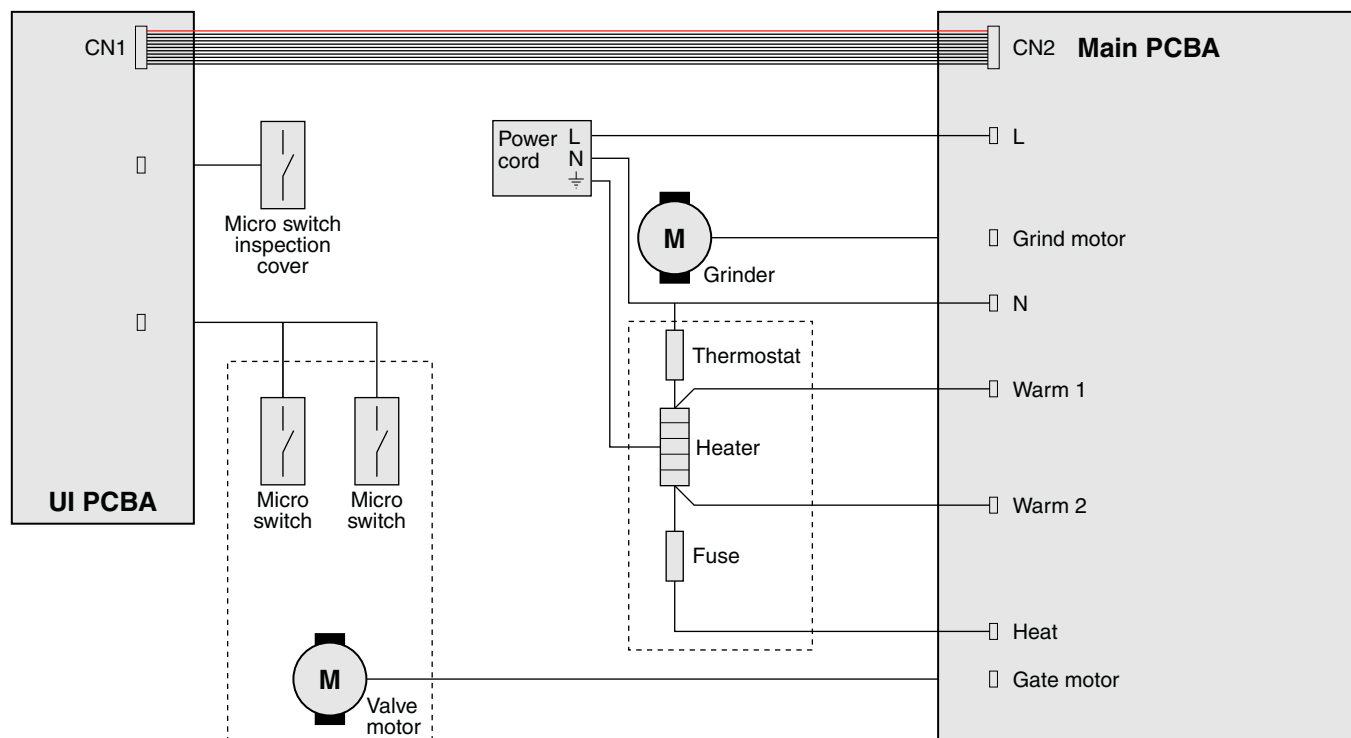 CN1
CN2 Main PCBA
Power L
cord N
L
Micro switch
inspection
cover
M
Grinder
Grind motor
N
Thermostat
Warm 1
Heater
UI PCBA
Micro
switch
Micro
switch
Warm 2
Fuse
Heat
M
Valve
motor
Gate motor